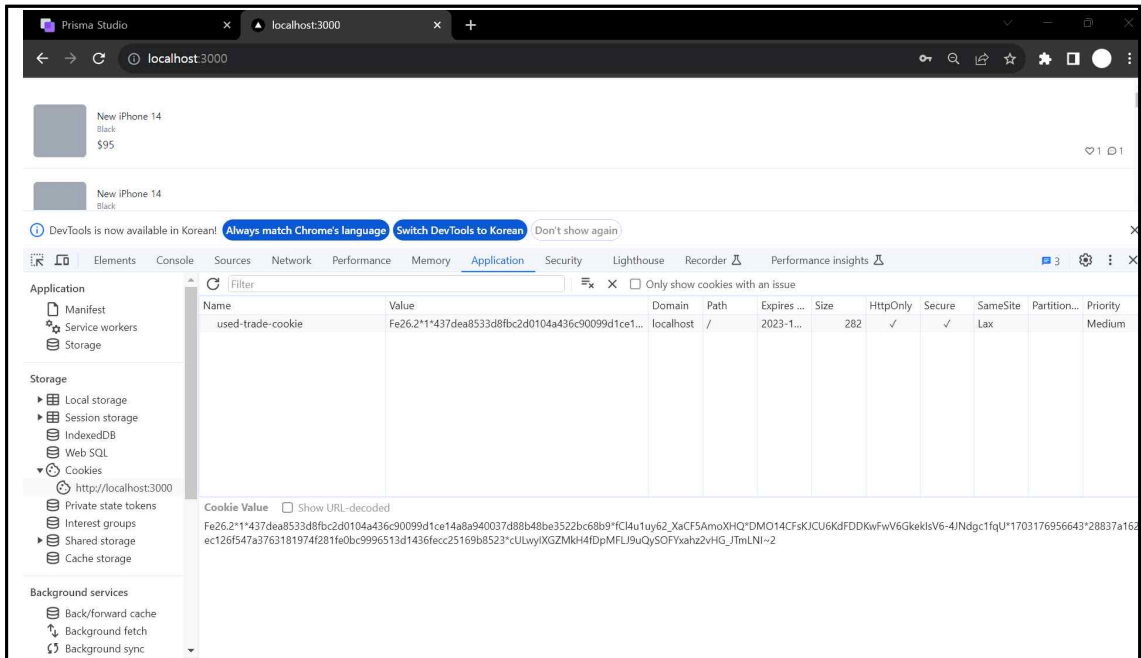 Prisma Studio
localhost:3000
localhost:3000
New iPhone 14
Black
$95
1 1
New iPhone 14
Black
DevTools is now available in Korean! Always match Chrome's language Switch DevTools to Korean Don't show again
Elements Console Sources Network Performance Memory Application Security Lighthouse Recorder Performance insights 3
Application
Manifest
Service workers
Storage
Storage
Local storage
Session storage
IndexedDB
Web SQL
Cookies
http://localhost:3000
Private state tokens
Interest groups
Shared storage
Cache storage
Background services
Back/forward cache
Background fetch
Background sync
Filter Only show cookies with an issue
Name Value Domain Path Expires ... Size HttpOnly Secure SameSite Partition... Priority
used-trade-cookie Fe26.2*1*437dea8533d8fbc2d0104a436c90099d1ce1... localhost / 2023-1... 282 ✓ ✓ Lax Medium
Cookie Value Show URL-decoded
Fe26.2*1*437dea8533d8fbc2d0104a436c90099d1ce14a8a940037d88b48be3522bc68b9*fCl4u1uy62_XaCF5AmoXHQ*DMO14CFsKJCU6KdFDDKwFwV6GkekIsV6-4JNdgc1fqU*1703176956643*28837a162
ec126f547a3763181974f281fe0bc9996513d1436fecc25169b8523*cULwyIXGZMkH4fDpMFLJ9uQySOFYxahz2vHG_JTmLNI~2